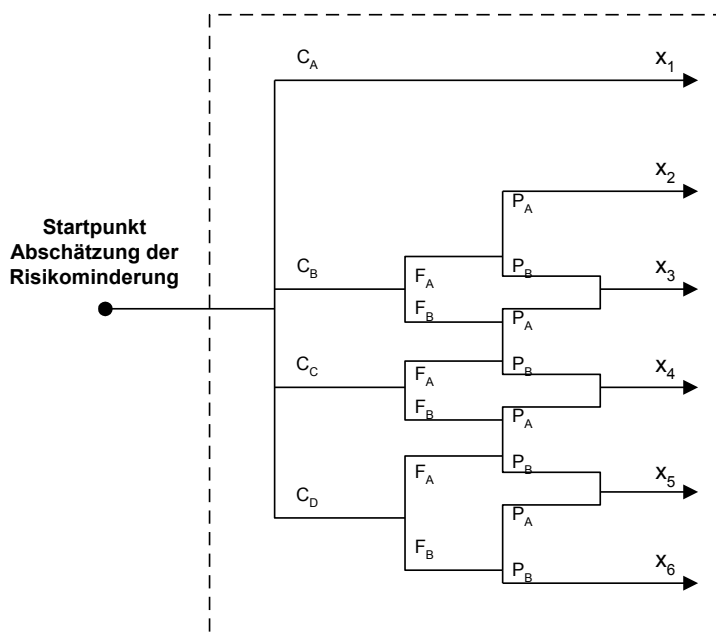 C_A
X_1
X_2
P_A
Startpunkt
Abschätzung der
Risikominderung
C_B
F_A
P_B
X_3
F_B
P_A
C_C
F_A
P_B
X_4
F_B
P_A
C_D
F_A
P_B
X_5
P_A
F_B
P_B
X_6